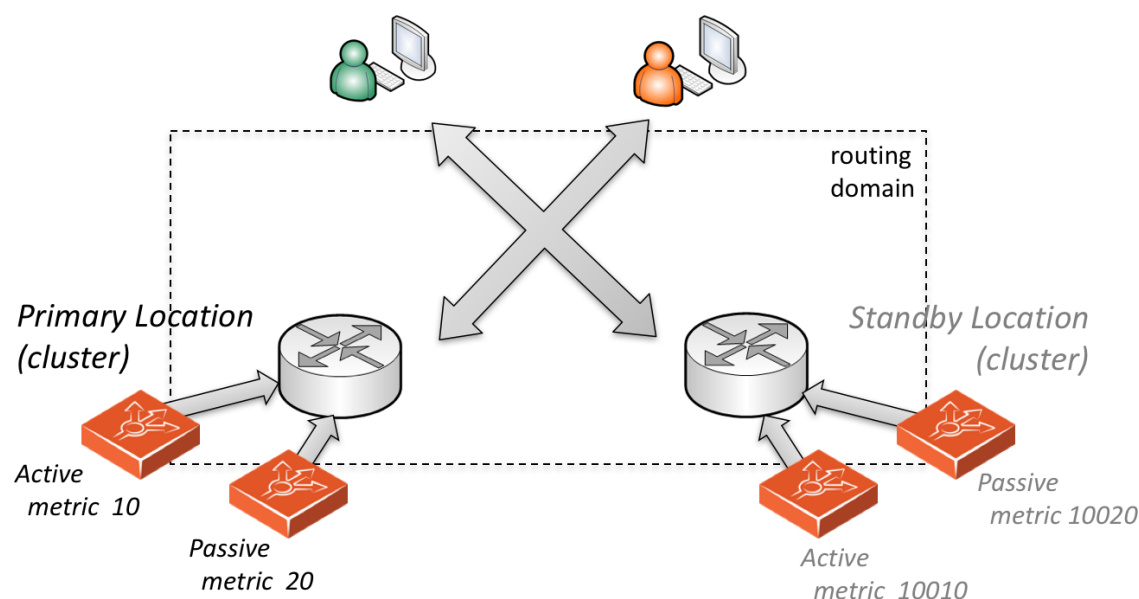 routing
domain
Primary Location
(cluster)
Standby Location
(cluster)
Active
metric 10
Passive
metric 20
Active
metric 10010
Passive
metric 10020